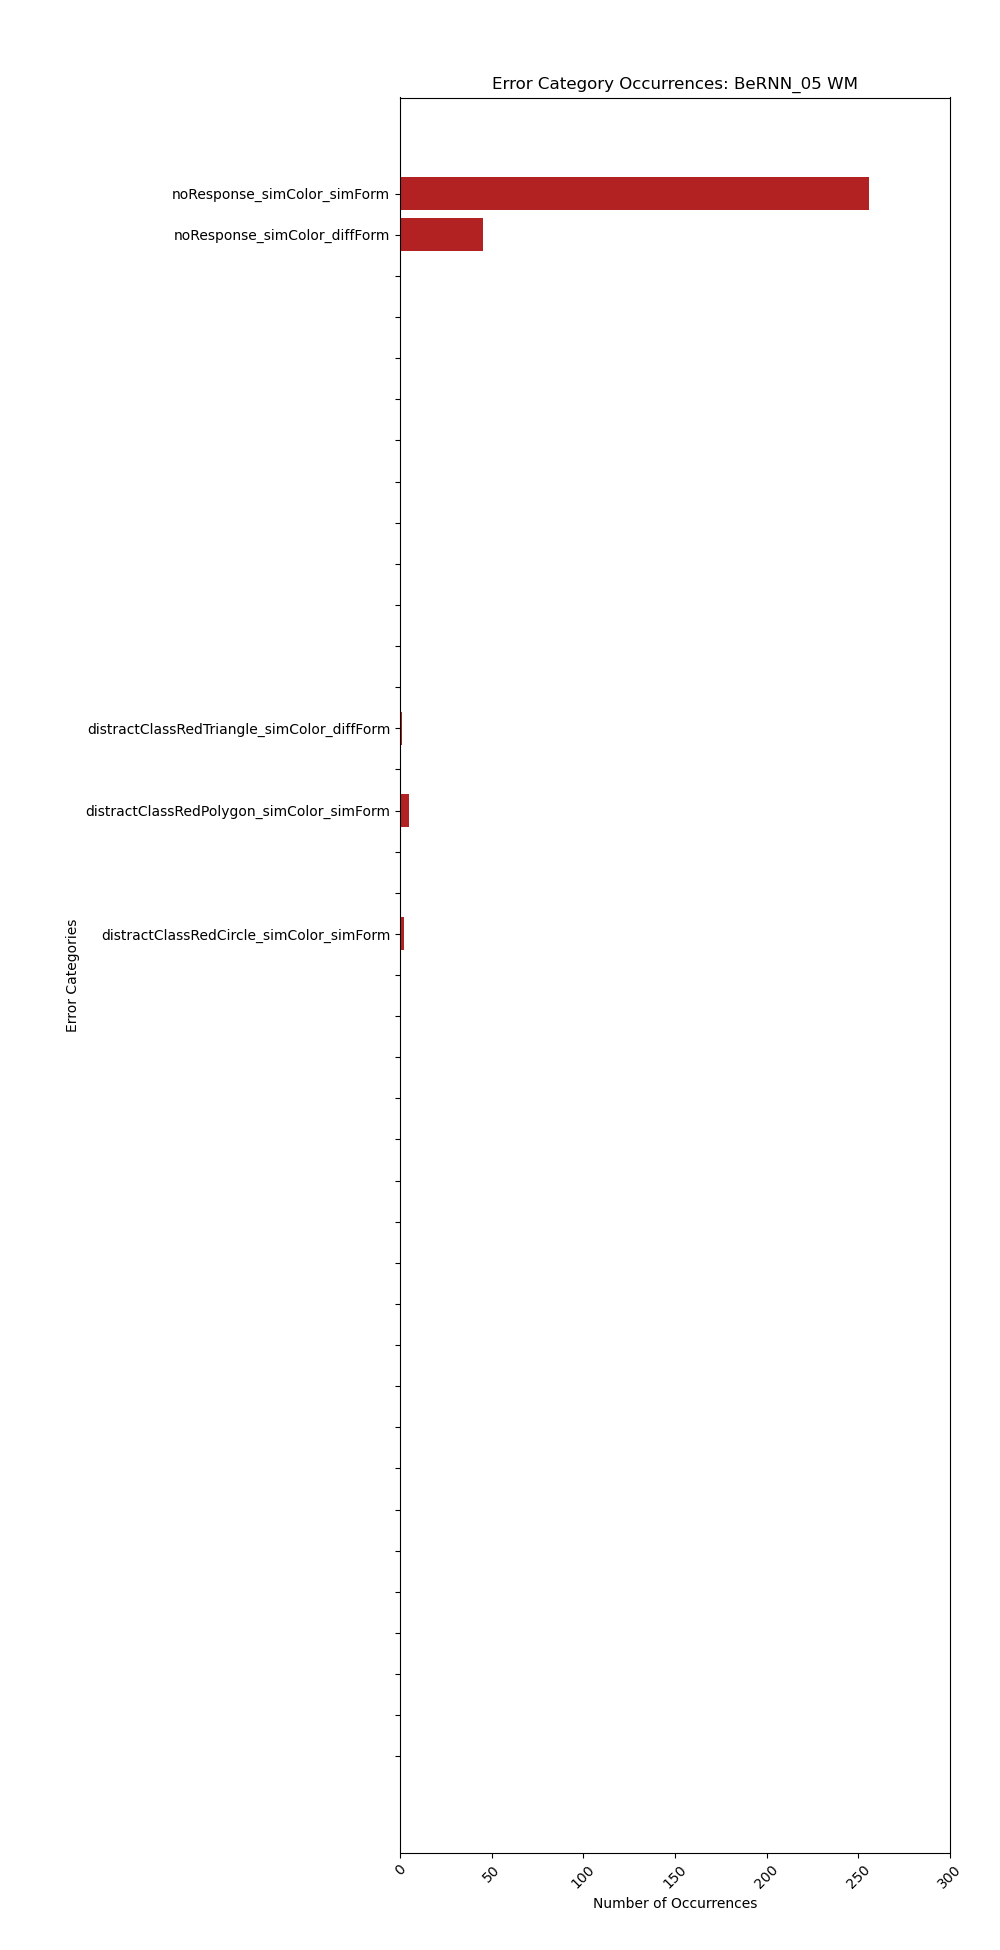 Error Category Occurrences: BeRNN_05 WM
noResponse_simColor_simForm
noResponse_simColor_diffForm
distractClassRedTriangle_simColor_diffForm
distractClassRedPolygon_simColor_simForm
distractClassRedCircle_simColor_simForm
Error Categories
0 50 100 150 200 250 300
Number of Occurrences